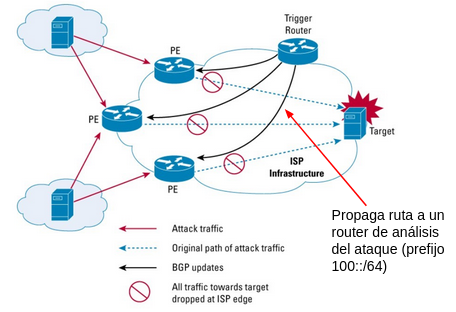 Trigger
Router
PE
PE
Target
PE
ISP
Infrastructure
Attack traffic
Original path of attack traffic
BGP updates
All traffic towards target
dropped at ISP edge
Propaga ruta a un
router de análisis
del ataque (prefijo
100::/64)